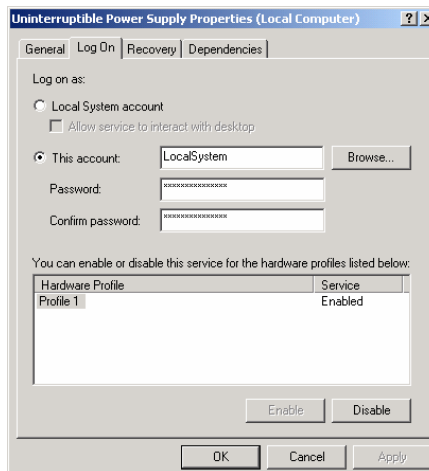 Uninterruptible Power Supply Properties (Local Computer)
General Log On Recovery Dependencies
Log on as:
Local System account
Allow service to interact with desktop
This account: LocalSystem Browse...
Password: ***************
Confirm password: ***************
You can enable or disable this service for the hardware profiles listed below:
Hardware Profile Service
Profile 1 Enabled
Enable Disable
OK Cancel Apply